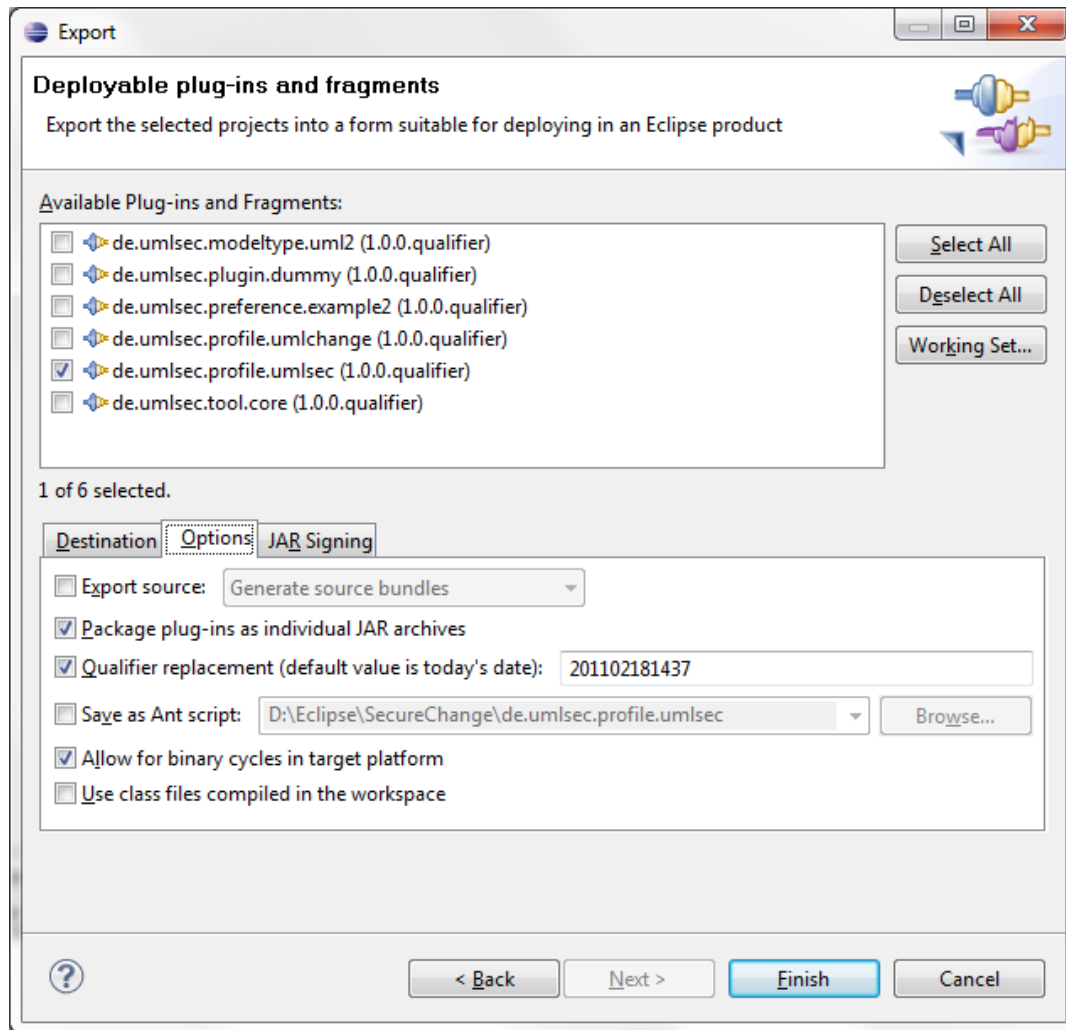 Export
Deployable plug-ins and fragments
Export the selected projects into a form suitable for deploying in an Eclipse product
Available Plug-ins and Fragments:
de.umlsec.modeltype.uml2 (1.0.0.qualifier)
Select All
de.umlsec.plugin.dummy (1.0.0.qualifier)
Deselect All
de.umlsec.preference.example2 (1.0.0.qualifier)
de.umlsec.profile.umlchange (1.0.0.qualifier)
Working Set...
de.umlsec.profile.umlsec (1.0.0.qualifier)
de.umlsec.tool.core (1.0.0.qualifier)
1 of 6 selected.
Destination Options JAR Signing
Export source: Generate source bundles
Package plug-ins as individual JAR archives
Qualifier replacement (default value is today's date): 201102181437
Save as Ant script: D:\Eclipse\SecureChange\de.umlsec.profile.umlsec Browse...
Allow for binary cycles in target platform
Use class files compiled in the workspace
? < Back Next > Finish Cancel